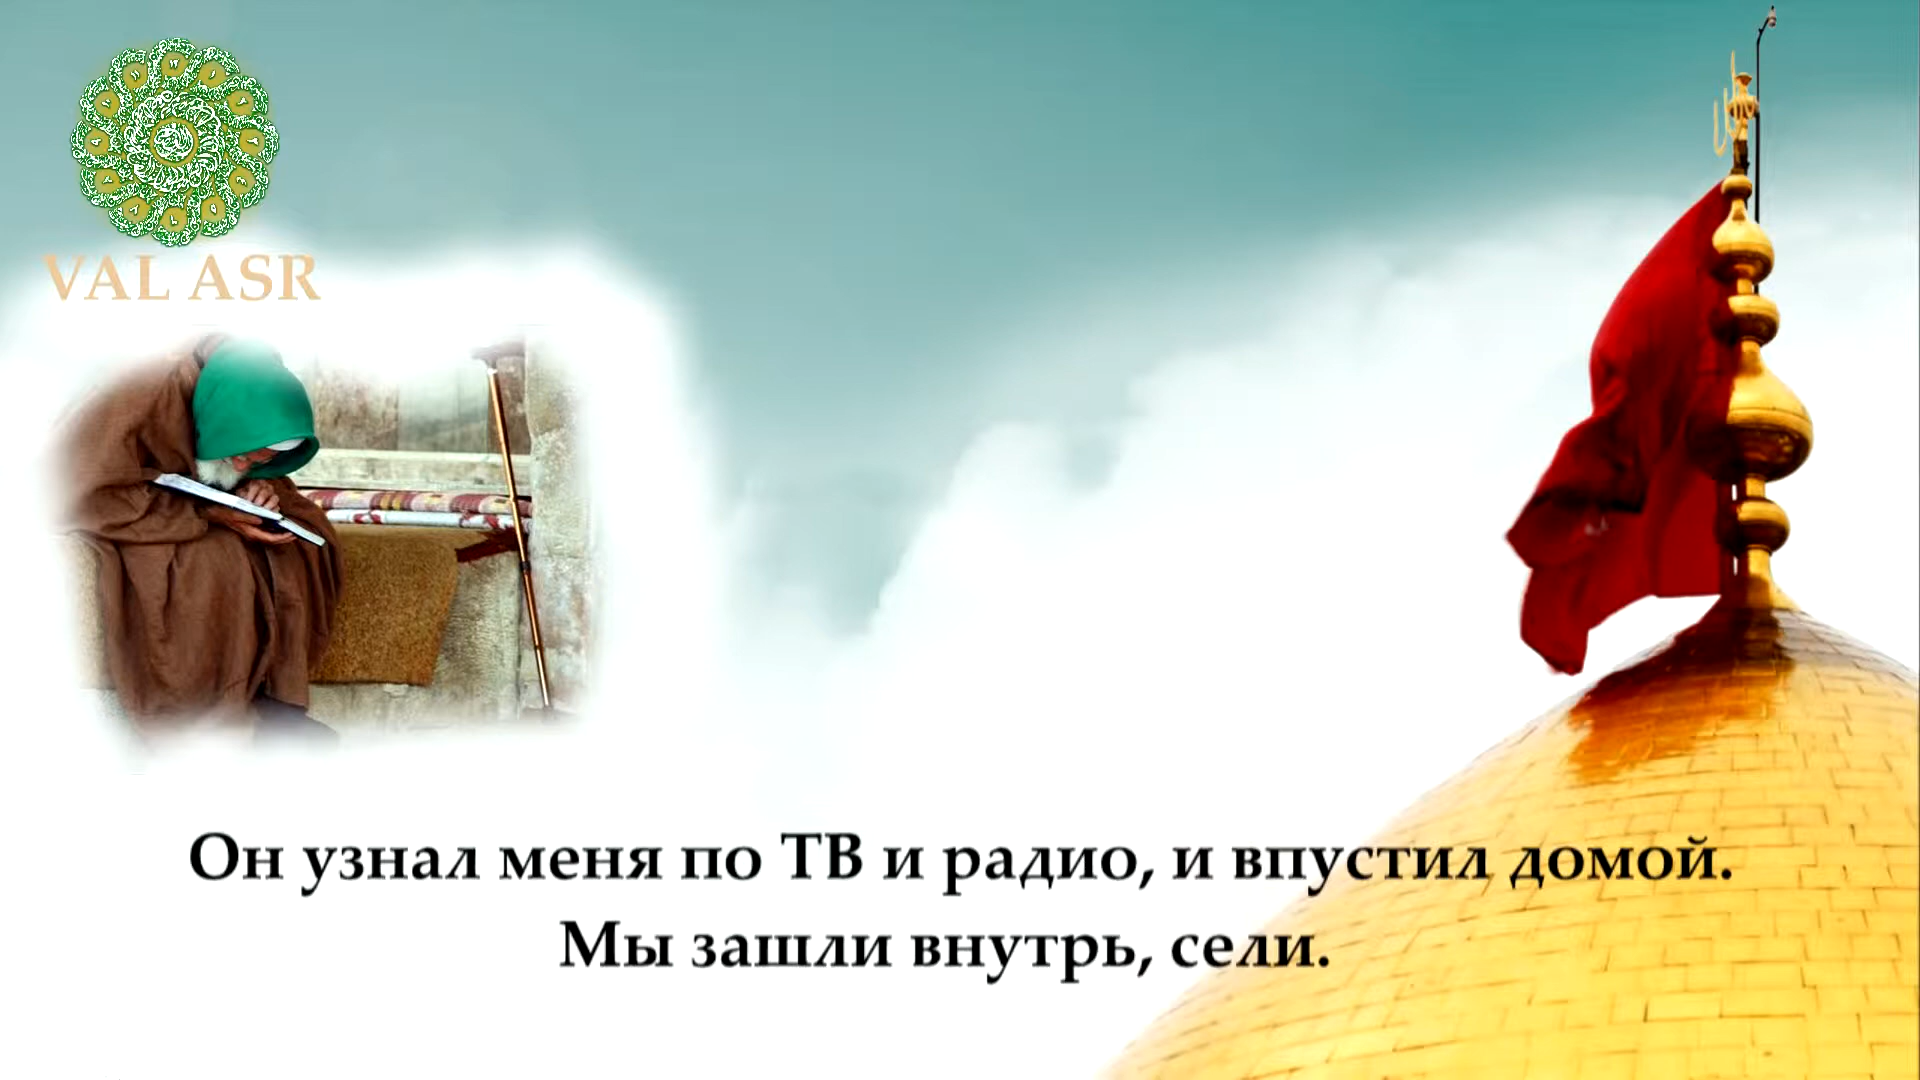 VAL ASR
Он узнал меня по ТВ и радио, и впустил домой.
Мы зашли внутрь, сели.